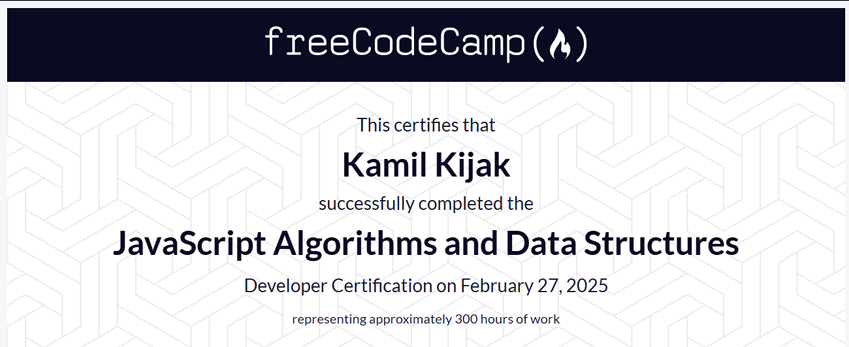 freeCodeCamp
This certifies that
Kamil Kijak
successfully completed the
JavaScript Algorithms and Data Structures
Developer Certification on February 27, 2025
representing approximately 300 hours of work